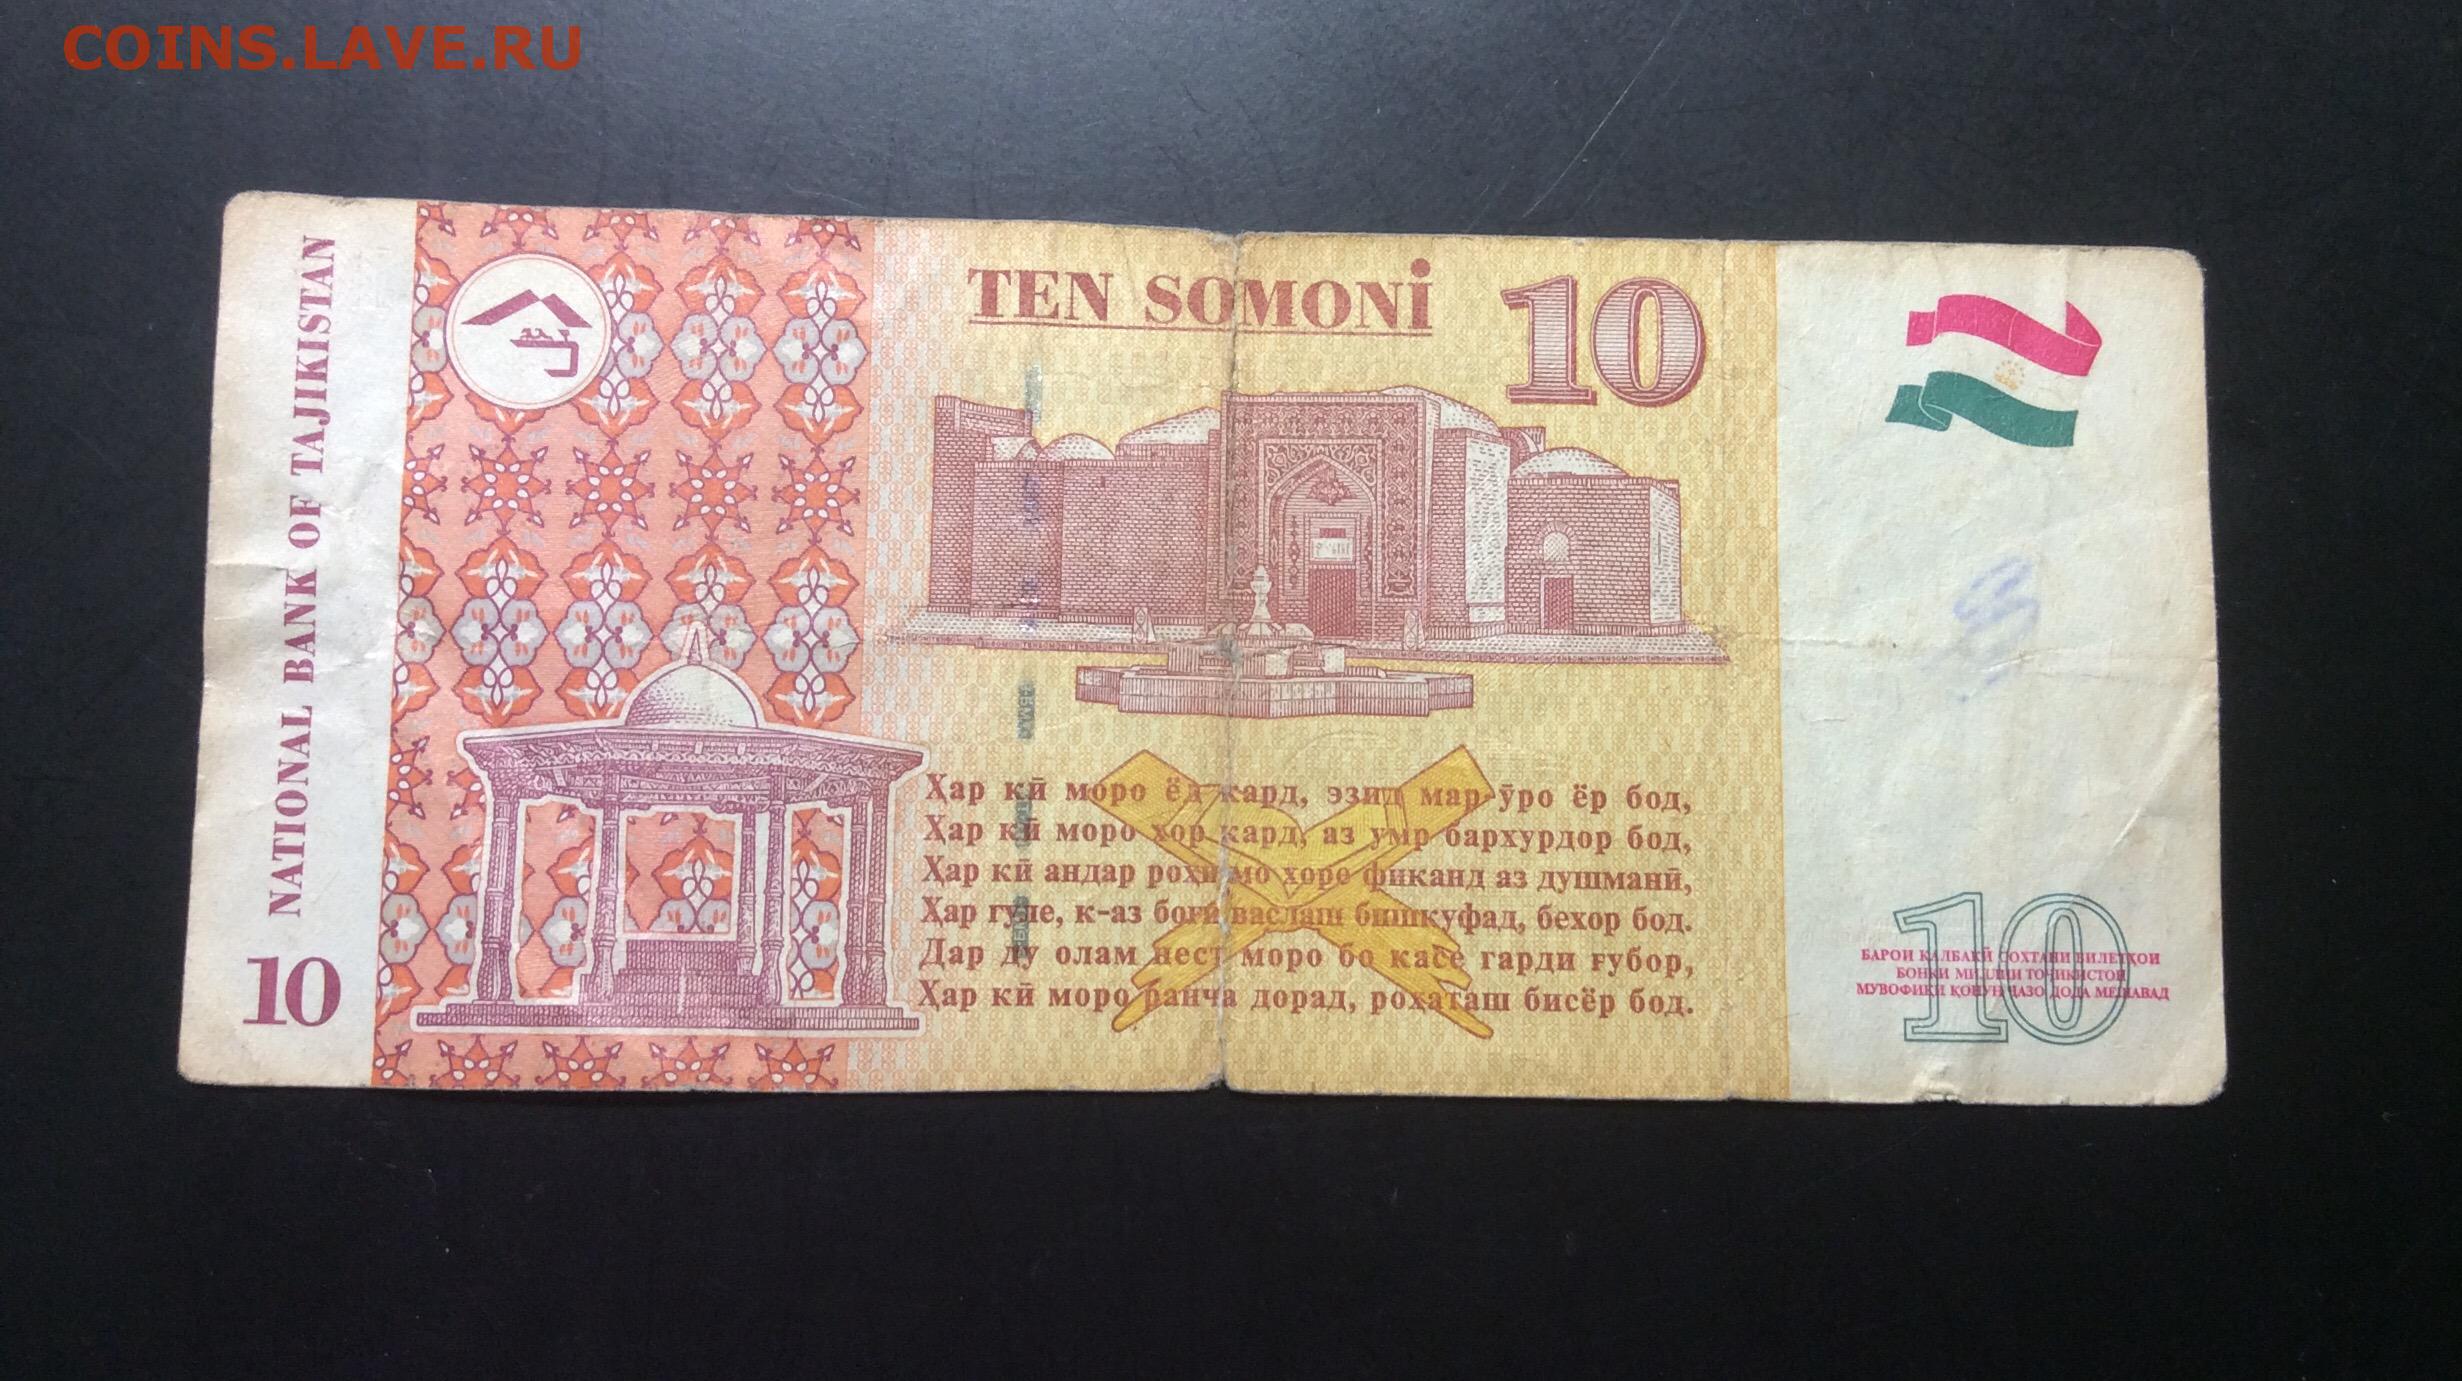 COINS.LAVE.RU
NATIONAL BANK OF TAJIKISTAN
10
TEN SOMONi
10
Ҳар кӣ моро ёд кард, эзид мар-ӯро ёр бод,
Ҳар кӣ моро хор кард, аз умр бархурдор бод,
Ҳар кӣ андар роҳи мо хоре фиканд аз душманӣ,
Ҳар гуле, к-аз боғи васлаш бишкуфад, бехор бод.
Дар ду олам нест моро бо касе гарди ғубор,
Ҳар кӣ моро ранҷа дорад, роҳаташ бисёр бод.
БАРОИ ҚАЛБАКӢ СОХТАНИ БИЛЕТҲОИ
БОНКИ МИЛЛИИ ТОҶИКИСТОН
МУВОФИҚИ ҚОНУН ҶАЗО ДОДА МЕШАВАД
10